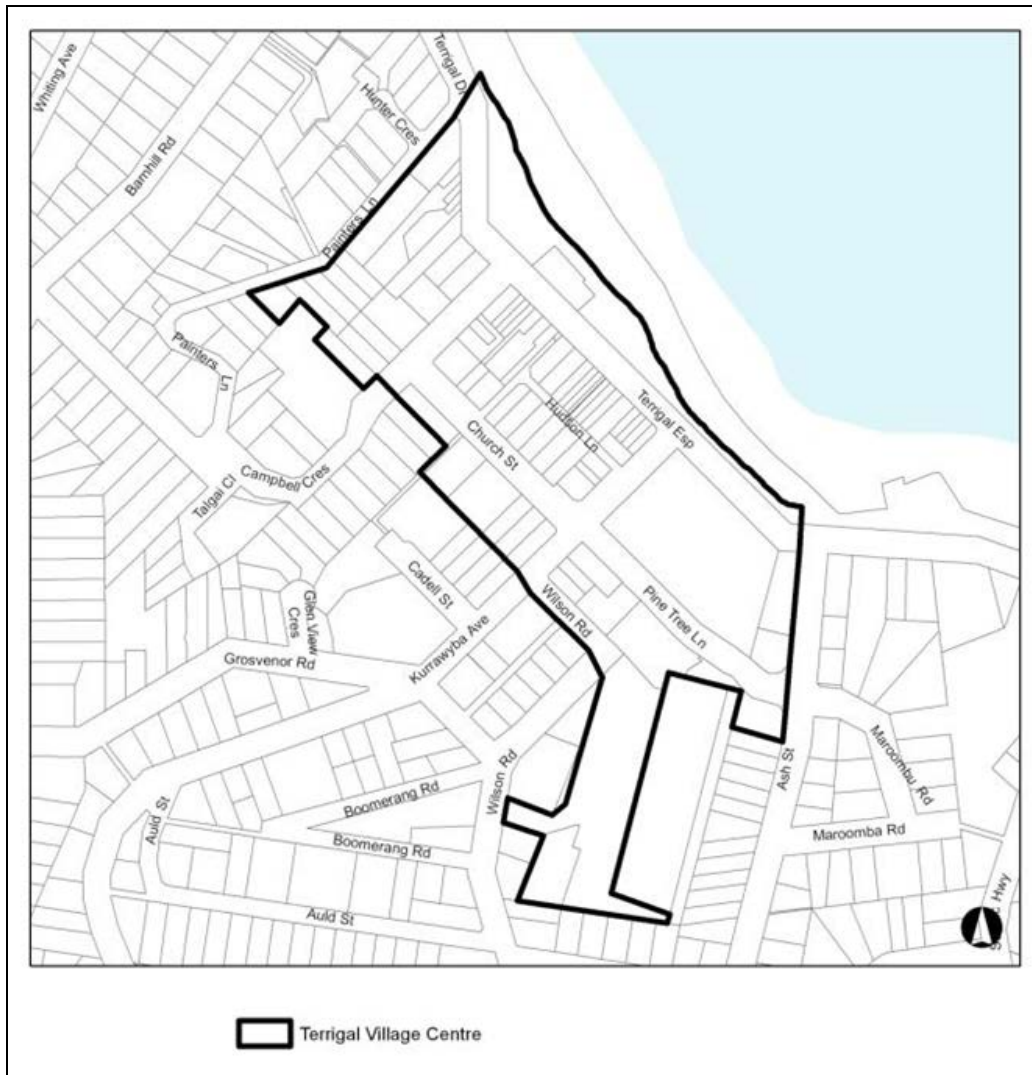 Whiting Ave
Terrigal Dr
Hunter Cres
Barnhill Rd
Painters Ln
Painters Ln
Terrigal Esp
Hudson Ln
Church St
Campbell Cres
Talgai Cl
Cadell St
Wilson Rd
Pine Tree Ln
Glen View
Cres
Kurrawyba Ave
Grosvenor Rd
Ash St
Maroombu Rd
Wilson Rd
Boomerang Rd
Auld St
Boomerang Rd
Maroomba Rd
Hwy
Auld St
Terrigal Village Centre